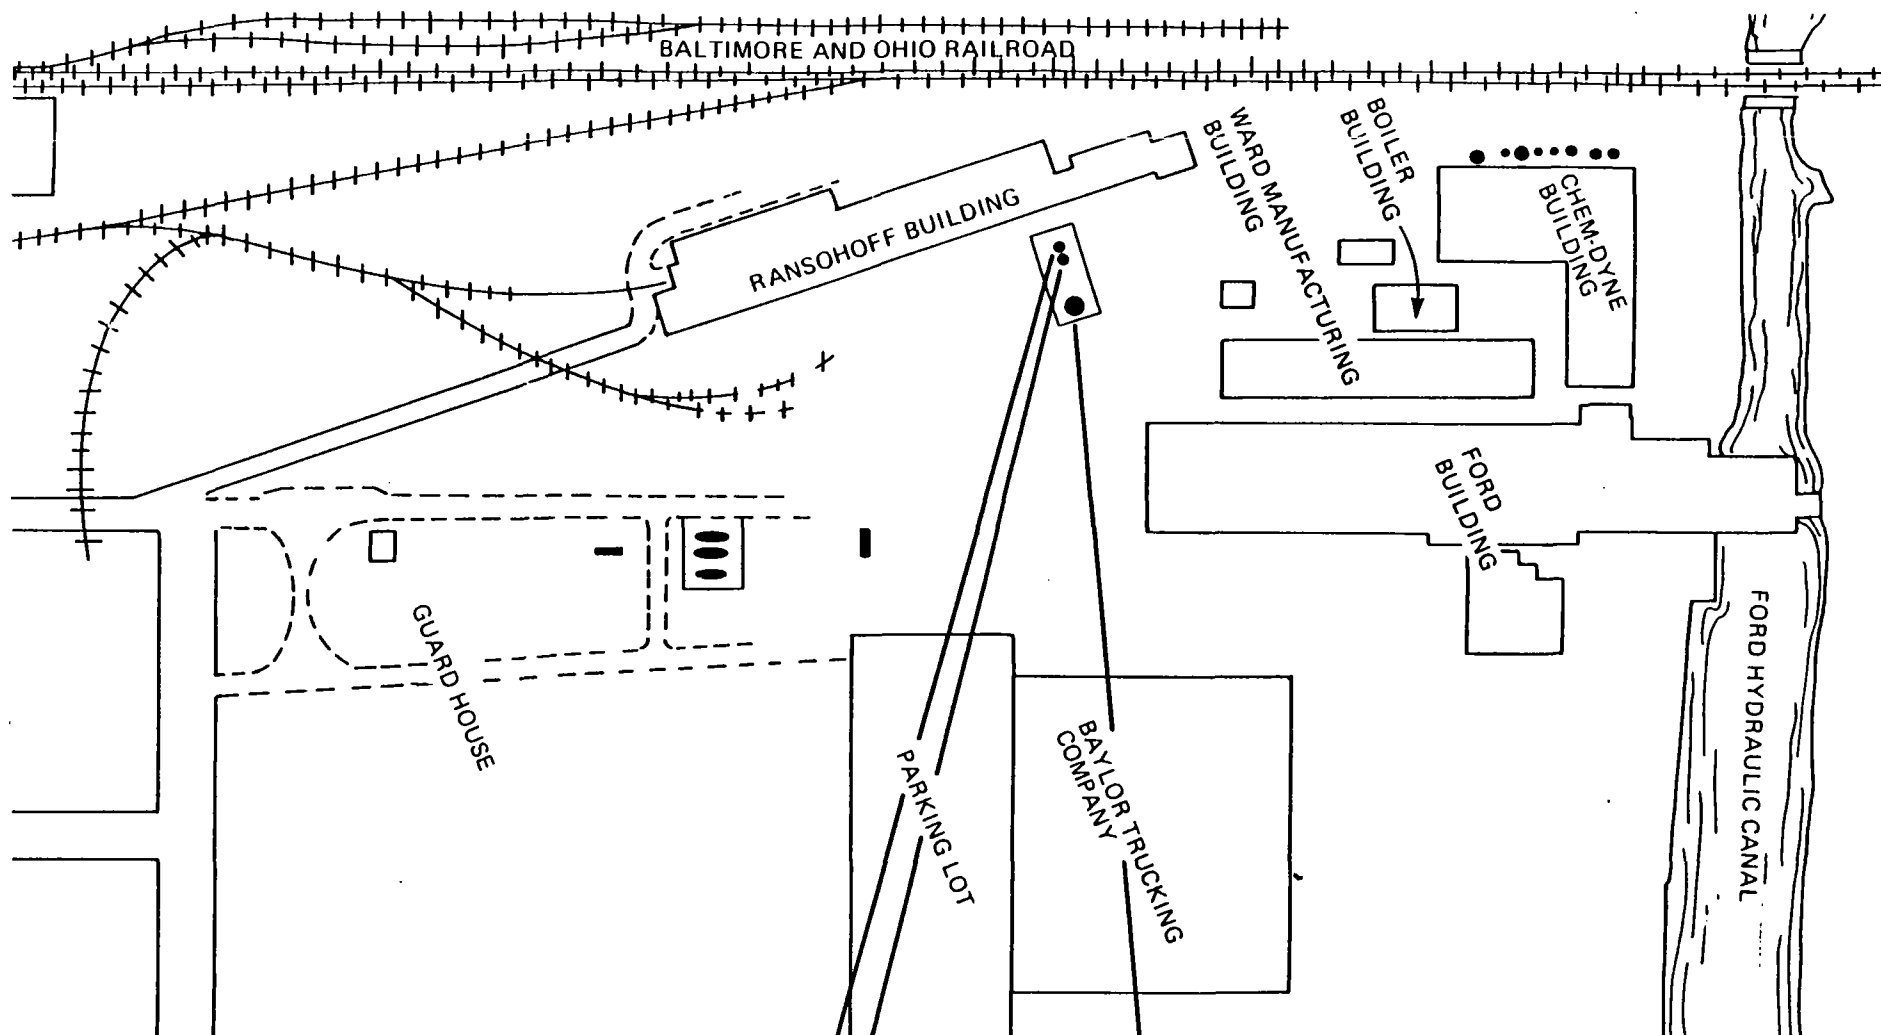 BALTIMORE AND OHIO RAILROAD
WARD MANUFACTURING
BUILDING
BOILER
BUILDING
CHEM-DYNE
BUILDING
RANSOHOFF BUILDING
FORD
BUILDING
GUARD HOUSE
PARKING LOT
BAYLOR TRUCKING
COMPANY
FORD HYDRAULIC CANAL